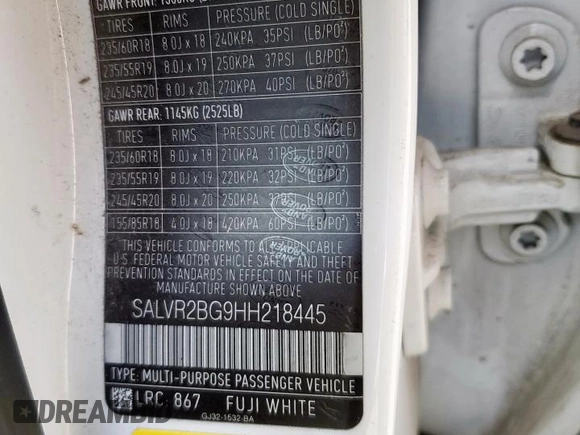 GAWR FRONT: 1300KG (2
TIRES RIMS PRESSURE (COLD SINGLE)
235/60R18 8.0J x 18 240KPA 35PSI (LB/PO²)
235/55R19 8.0J x 19 250KPA 37PSI (LB/PO²)
245/45R20 8.0J x 20 270KPA 40PSI (LB/PO²)
GAWR REAR: 1145KG (2525LB)
TIRES RIMS PRESSURE (COLD SINGLE)
235/60R18 8.0J x 18 210KPA 31PSI (LB/PO²)
235/55R19 8.0J x 19 220KPA 32PSI (LB/PO²)
245/45R20 8.0J x 20 (LB/PO²)
155/85R18 4.0J x 18 420KPA 60PSI (LB/PO²)
THIS VEHICLE CONFORMS TO ALL APPLICABLE
U.S. FEDERAL MOTOR VEHICLE SAFETY AND THEFT
PREVENTION STANDARDS IN EFFECT ON THE DATE OF
MANUFACTURE SHOWN ABOVE.
SALVR2BG9HH218445
TYPE: MULTI-PURPOSE PASSENGER VEHICLE
LRC: 867 FUJI WHITE
GJ32-1532-BA
DREAMBID